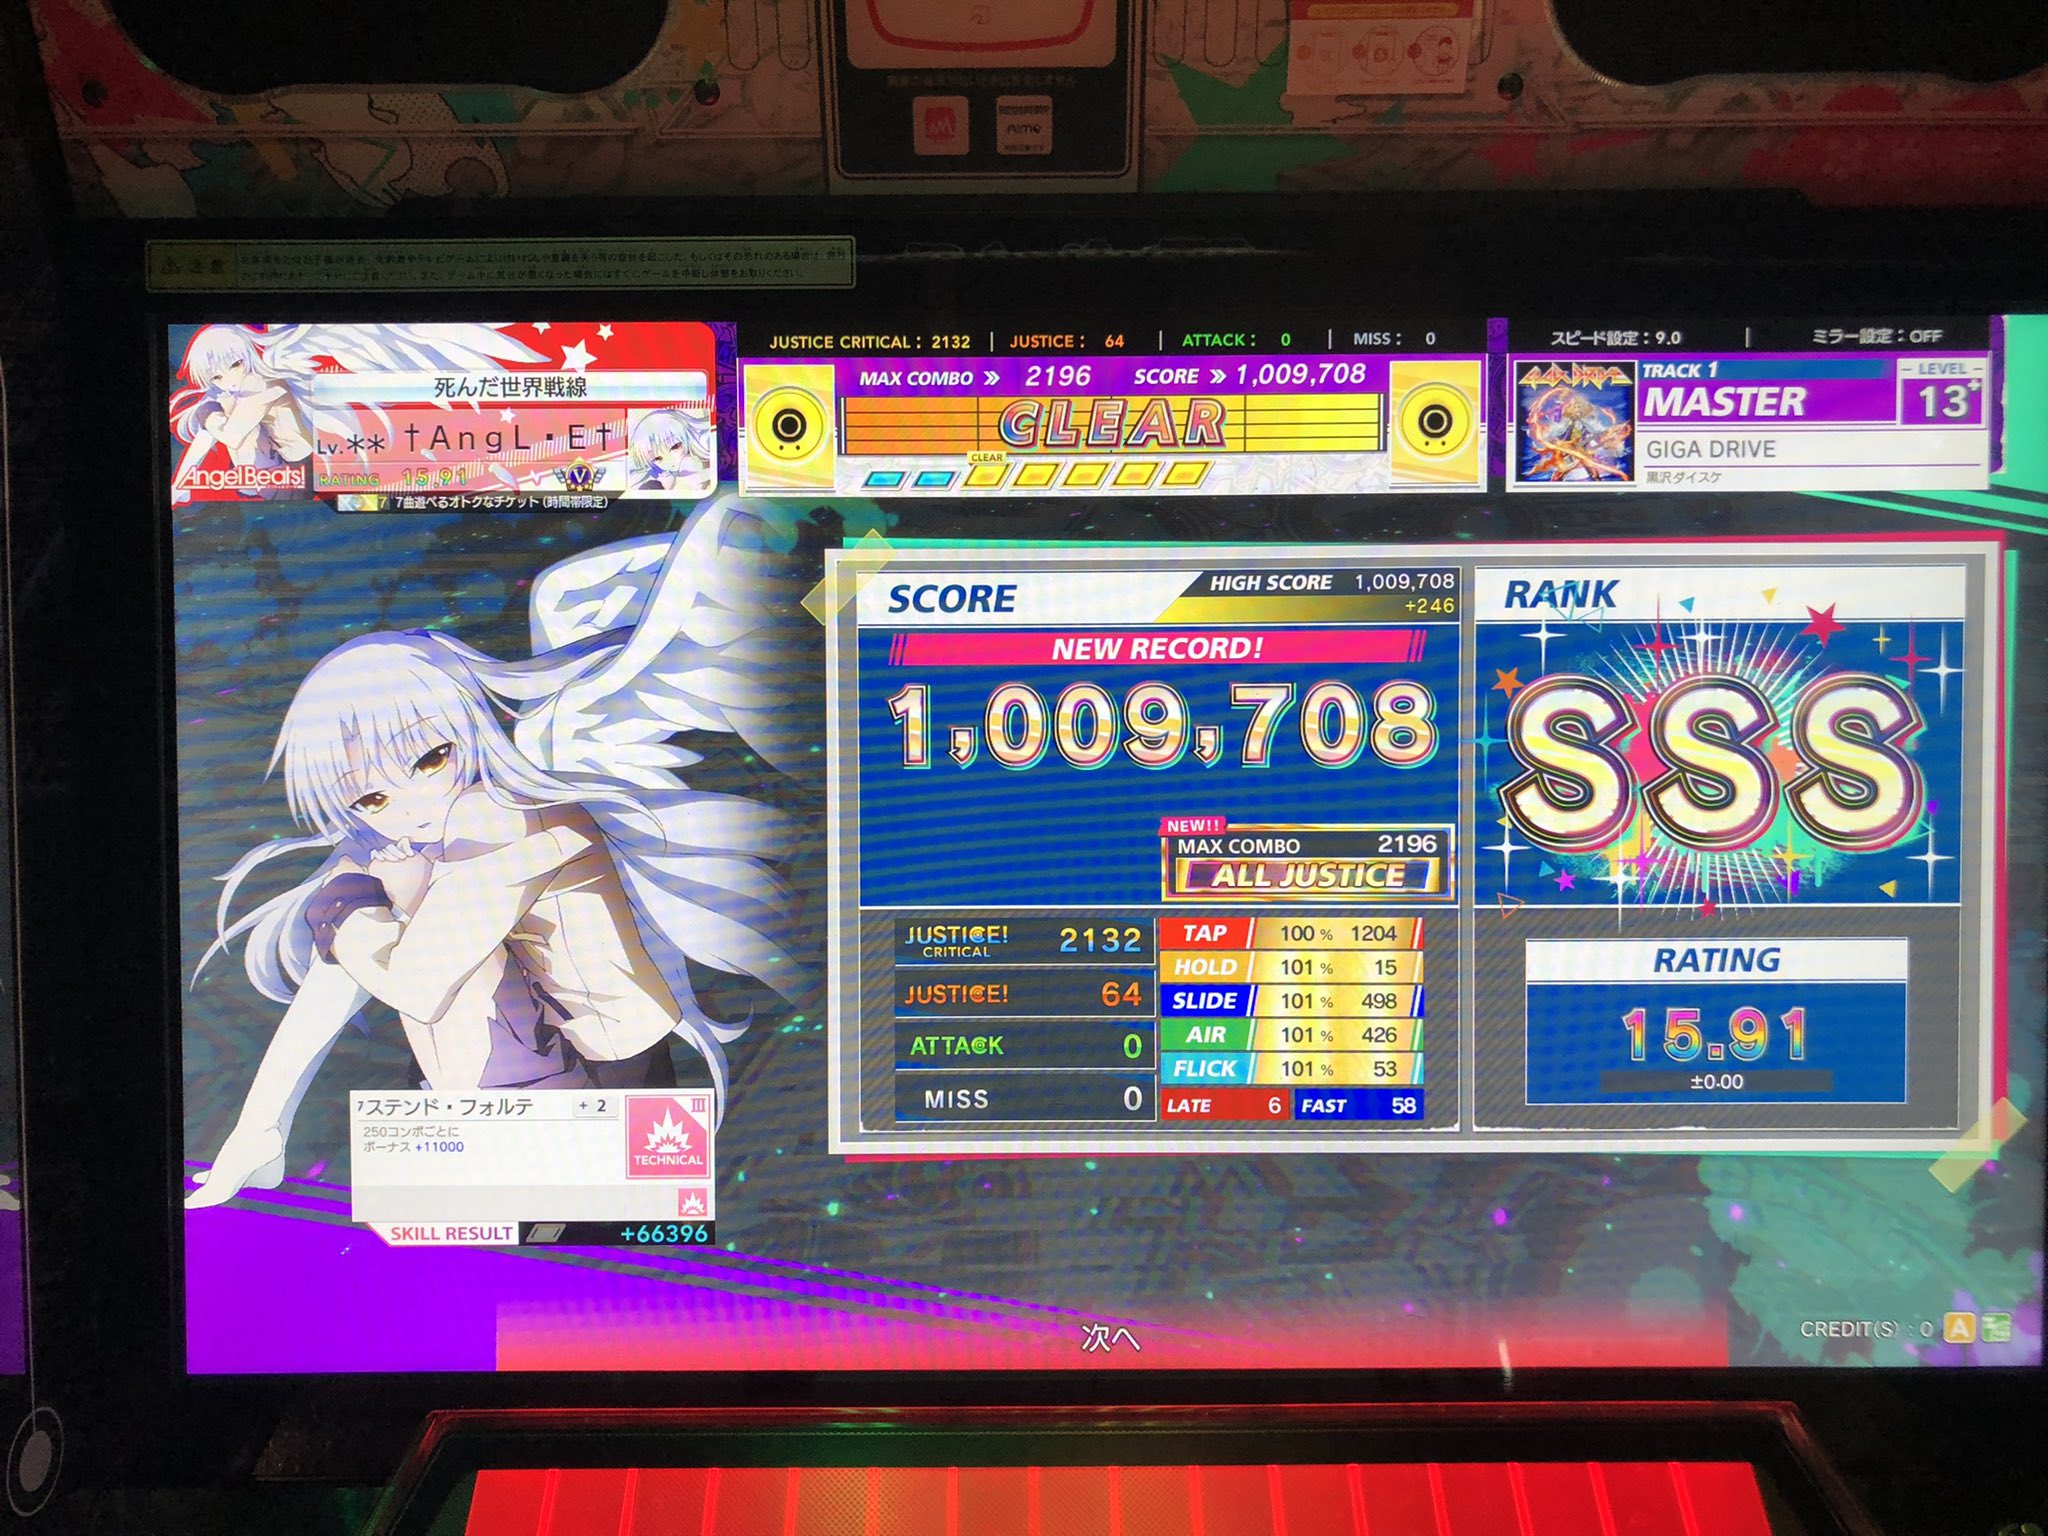 Aime
JUSTICE CRITICAL : 2132 | JUSTICE : 64 | ATTACK : 0 | MISS : 0
スピード設定 : 9.0 | ミラー設定 : OFF
死んだ世界戦線
Lv.** †AngL・E†
Angel Beats!
RATING 15.91
V
7 7曲遊べるオトクなチケット (時間帯限定)
MAX COMBO » 2196 SCORE » 1,009,708
CLEAR
CLEAR
TRACK 1
MASTER
LEVEL
13+
GIGA DRIVE
黒沢ダイスケ
SCORE
HIGH SCORE 1,009,708
+246
NEW RECORD!
1,009,708
NEW!!
MAX COMBO 2196
ALL JUSTICE
RANK
SSS
JUSTICE! CRITICAL 2132
JUSTICE! 64
ATTACK 0
MISS 0
TAP 100 % 1204
HOLD 101 % 15
SLIDE 101 % 498
AIR 101 % 426
FLICK 101 % 53
LATE 6 FAST 58
RATING
15.91
±0.00
ステンド・フォルテ + 2
250コンボごとに
ボーナス +11000
III
TECHNICAL
SKILL RESULT +66396
次へ
CREDIT(S) : 0 A